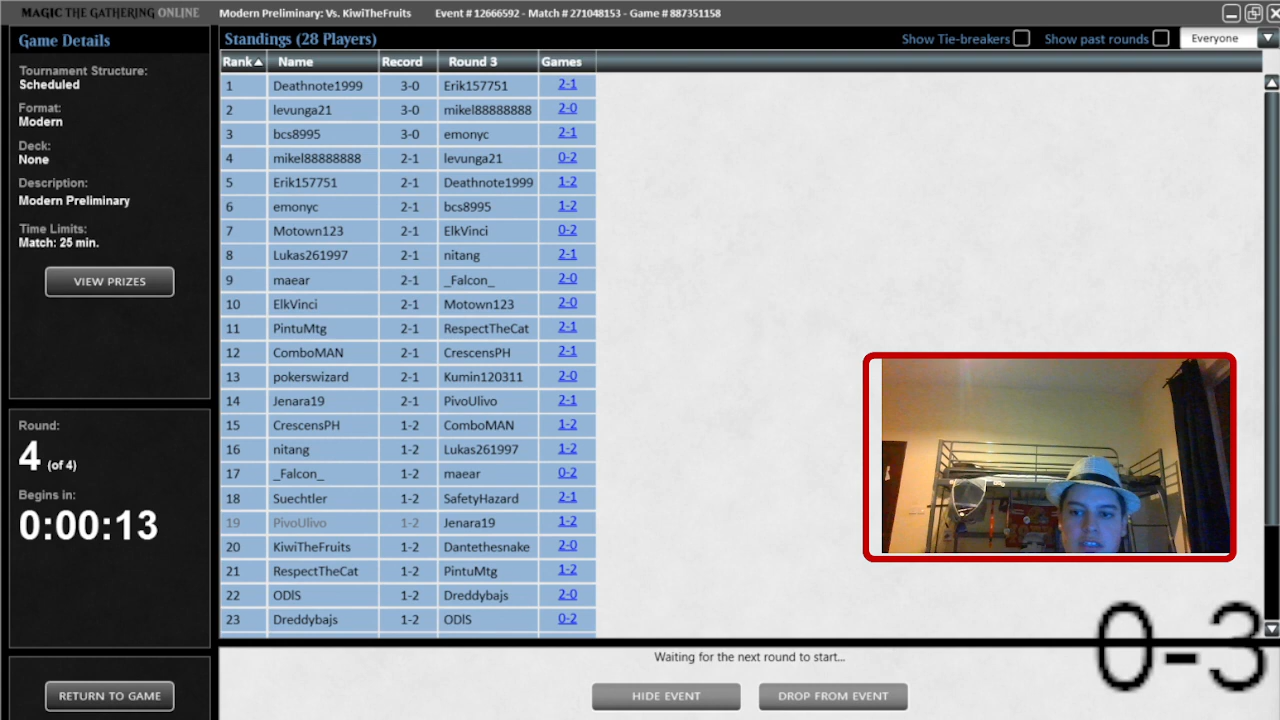 MAGIC THE GATHERING ONLINE Modern Preliminary: Vs. KiwiTheFruits Event # 12666592 - Match # 271048153 - Game # 887351158
Game Details
Tournament Structure:
Scheduled
Format:
Modern
Deck:
None
Description:
Modern Preliminary
Time Limits:
Match: 25 min.
VIEW PRIZES
Round:
4 (of 4)
Begins in:
0:00:13
RETURN TO GAME
Standings (28 Players) Show Tie-breakers Show past rounds Everyone
Rank Name Record Round 3 Games
1 Deathnote1999 3-0 Erik157751 2-1
2 levunga21 3-0 mikel88888888 2-0
3 bcs8995 3-0 emonyc 2-1
4 mikel88888888 2-1 levunga21 0-2
5 Erik157751 2-1 Deathnote1999 1-2
6 emonyc 2-1 bcs8995 1-2
7 Motown123 2-1 ElkVinci 0-2
8 Lukas261997 2-1 nitang 2-1
9 maear 2-1 _Falcon_ 2-0
10 ElkVinci 2-1 Motown123 2-0
11 PintuMtg 2-1 RespectTheCat 2-1
12 ComboMAN 2-1 CrescensPH 2-1
13 pokerswizard 2-1 Kumin120311 2-0
14 Jenara19 2-1 PivoUlivo 2-1
15 CrescensPH 1-2 ComboMAN 1-2
16 nitang 1-2 Lukas261997 1-2
17 _Falcon_ 1-2 maear 0-2
18 Suechtler 1-2 SafetyHazard 2-1
19 PivoUlivo 1-2 Jenara19 1-2
20 KiwiTheFruits 1-2 Dantethesnake 2-0
21 RespectTheCat 1-2 PintuMtg 1-2
22 ODlS 1-2 Dreddybajs 2-0
23 Dreddybajs 1-2 ODlS 0-2
Waiting for the next round to start...
HIDE EVENT DROP FROM EVENT
0-3